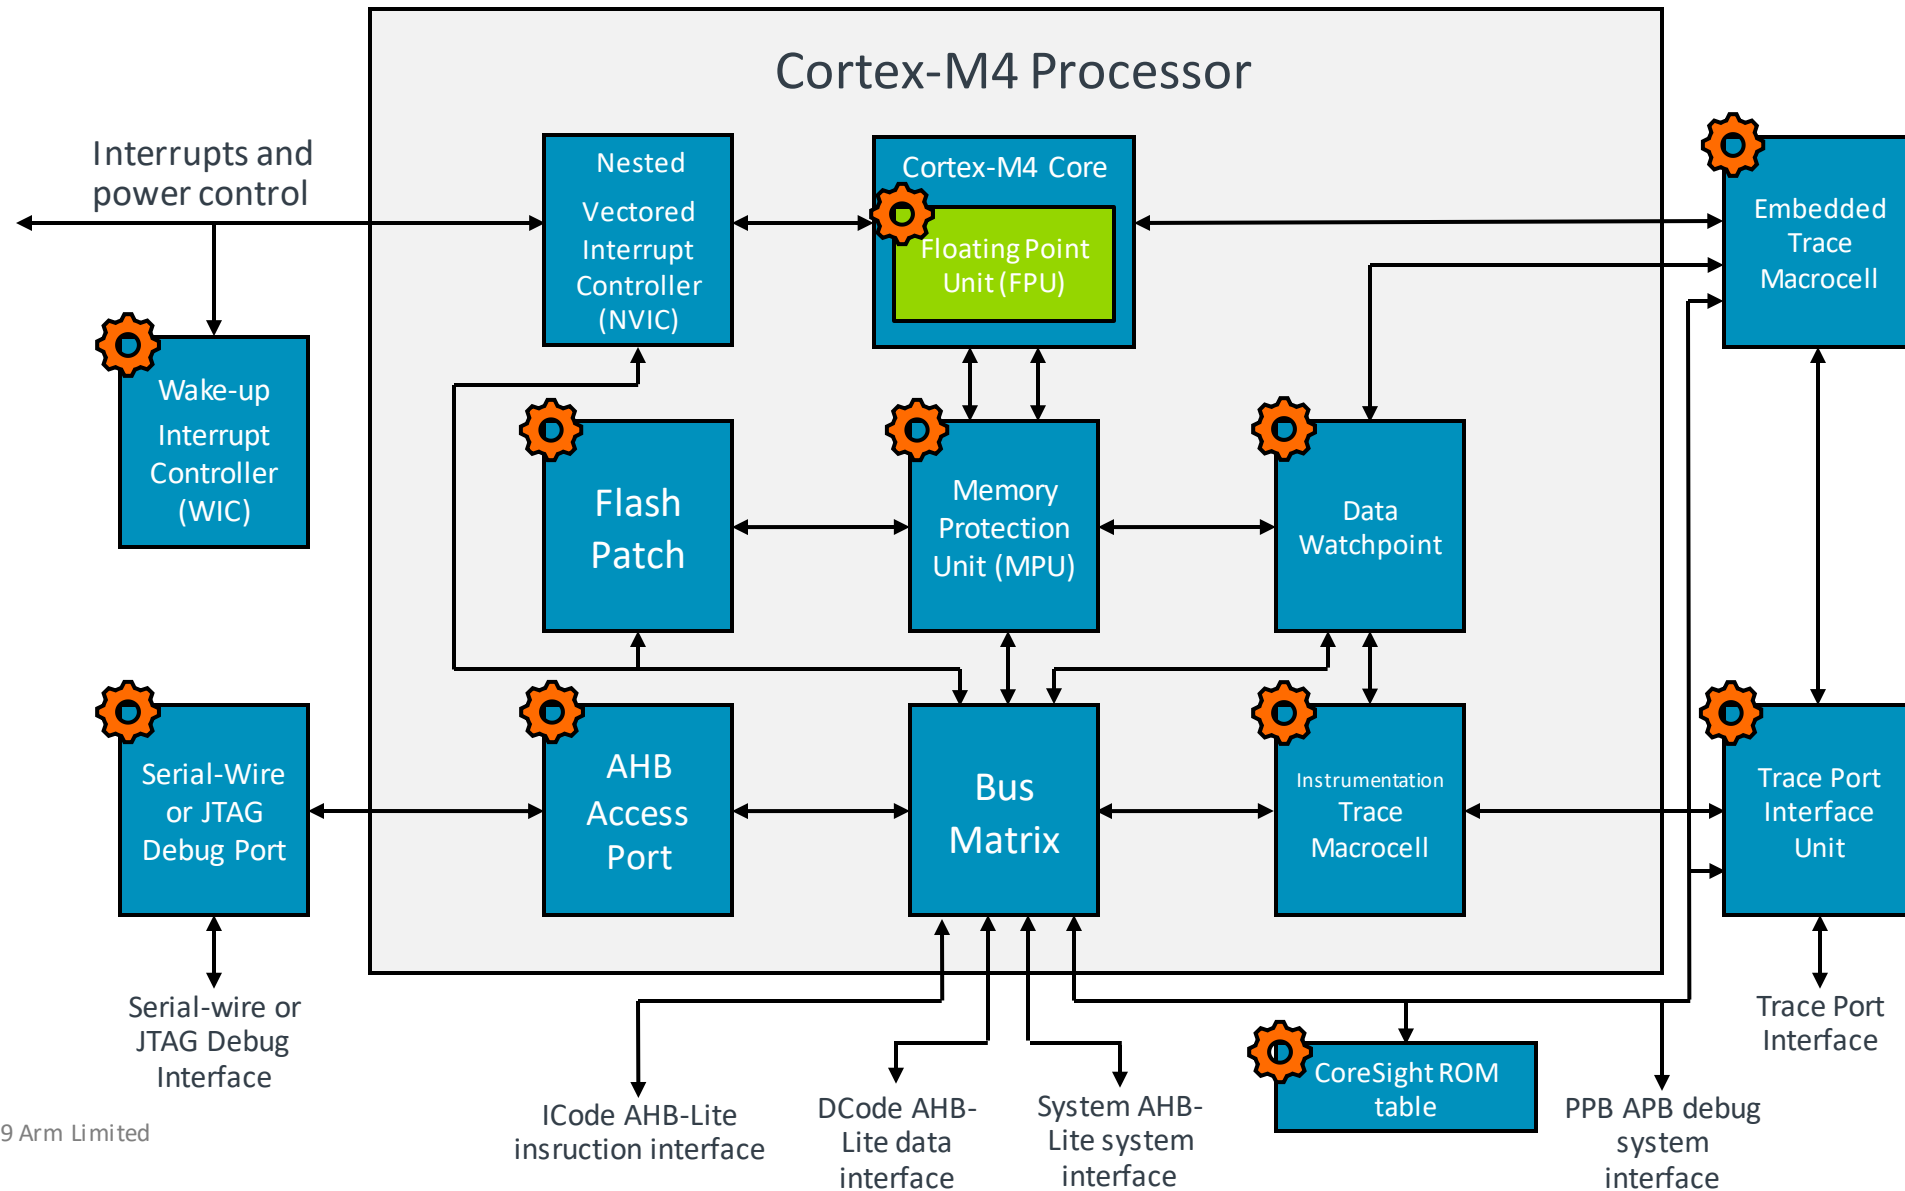 Cortex-M4 Processor
Interrupts and
power control
Nested
Vectored
Interrupt
Controller
(NVIC)
Cortex-M4 Core
Floating Point
Unit (FPU)
Embedded
Trace
Macrocell
Wake-up
Interrupt
Controller
(WIC)
Flash
Patch
Memory
Protection
Unit (MPU)
Data
Watchpoint
Serial-Wire
or JTAG
Debug Port
AHB
Access
Port
Bus
Matrix
Instrumentation
Trace
Macrocell
Trace Port
Interface
Unit
Serial-wire or
JTAG Debug
Interface
Trace Port
Interface
CoreSight ROM
table
ICode AHB-Lite
insruction interface
DCode AHB-
Lite data
interface
System AHB-
Lite system
interface
PPB APB debug
system
interface
9 Arm Limited